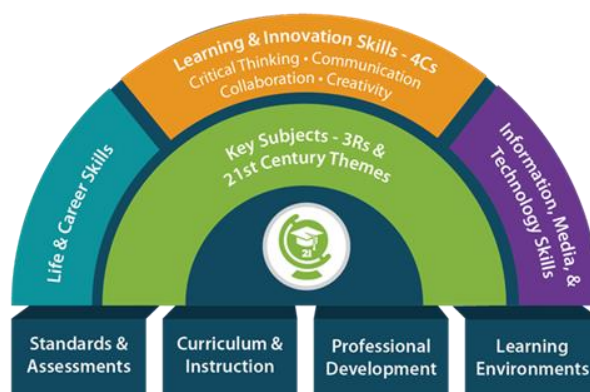 Learning & Innovation Skills - 4Cs
Critical Thinking • Communication
Collaboration • Creativity
Life & Career Skills
Key Subjects - 3Rs &
21st Century Themes
Information, Media, &
Technology Skills
21
Standards &
Assessments
Curriculum &
Instruction
Professional
Development
Learning
Environments